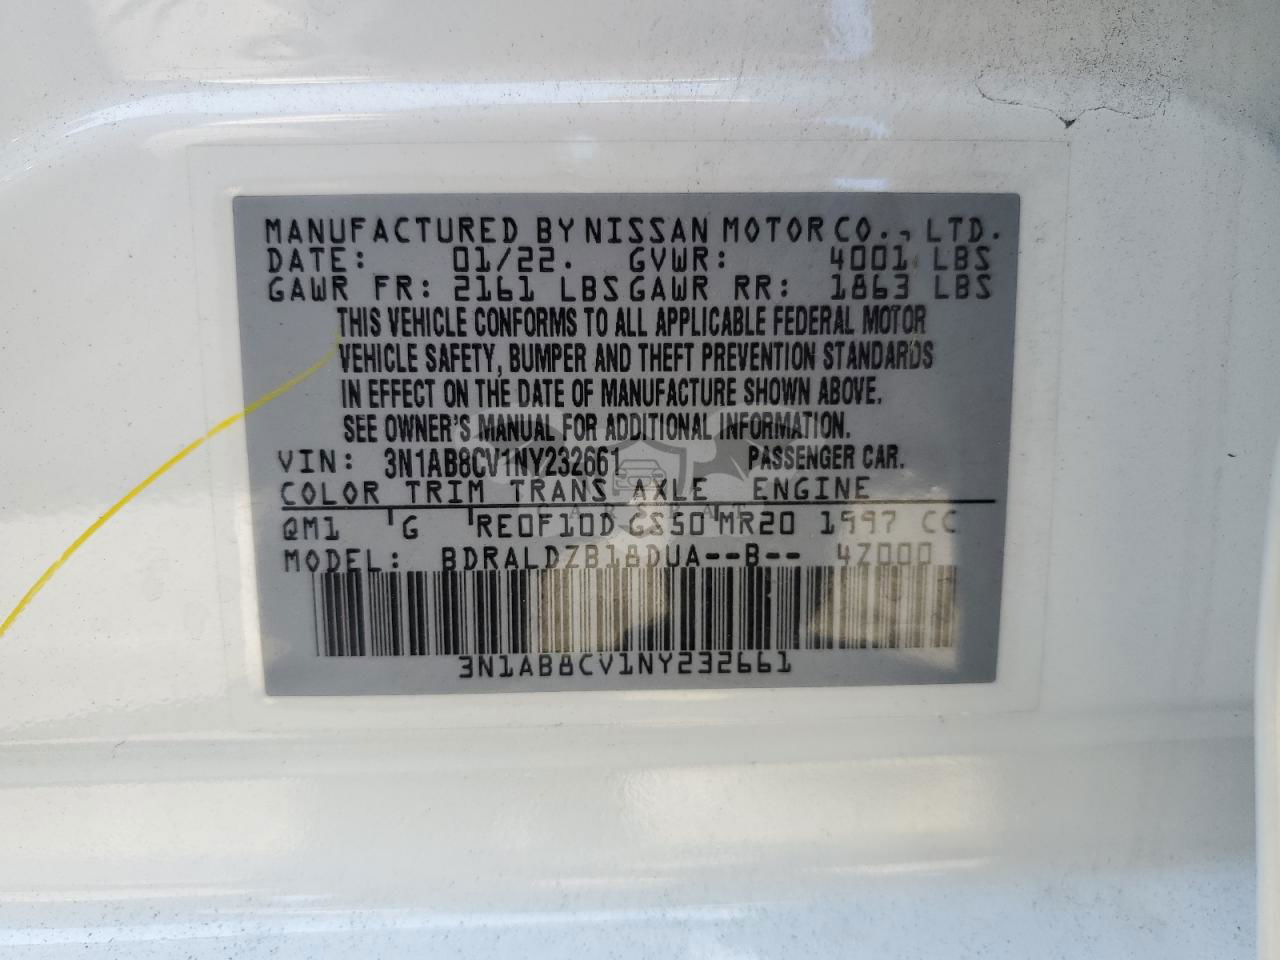 MANUFACTURED BY NISSAN MOTOR CO., LTD.
DATE: 01/22. GVWR: 4001 LBS
GAWR FR: 2161 LBS GAWR RR: 1863 LBS
THIS VEHICLE CONFORMS TO ALL APPLICABLE FEDERAL MOTOR
VEHICLE SAFETY, BUMPER AND THEFT PREVENTION STANDARDS
IN EFFECT ON THE DATE OF MANUFACTURE SHOWN ABOVE.
SEE OWNER'S MANUAL FOR ADDITIONAL INFORMATION.
VIN: 3N1AB8CV1NY232661 PASSENGER CAR.
COLOR TRIM TRANS AXLE ENGINE
QM1 G RE0F10D GS50 MR20 1997 CC
MODEL: BDRALDZB18DUA--B-- 4Z000
3N1AB8CV1NY232661